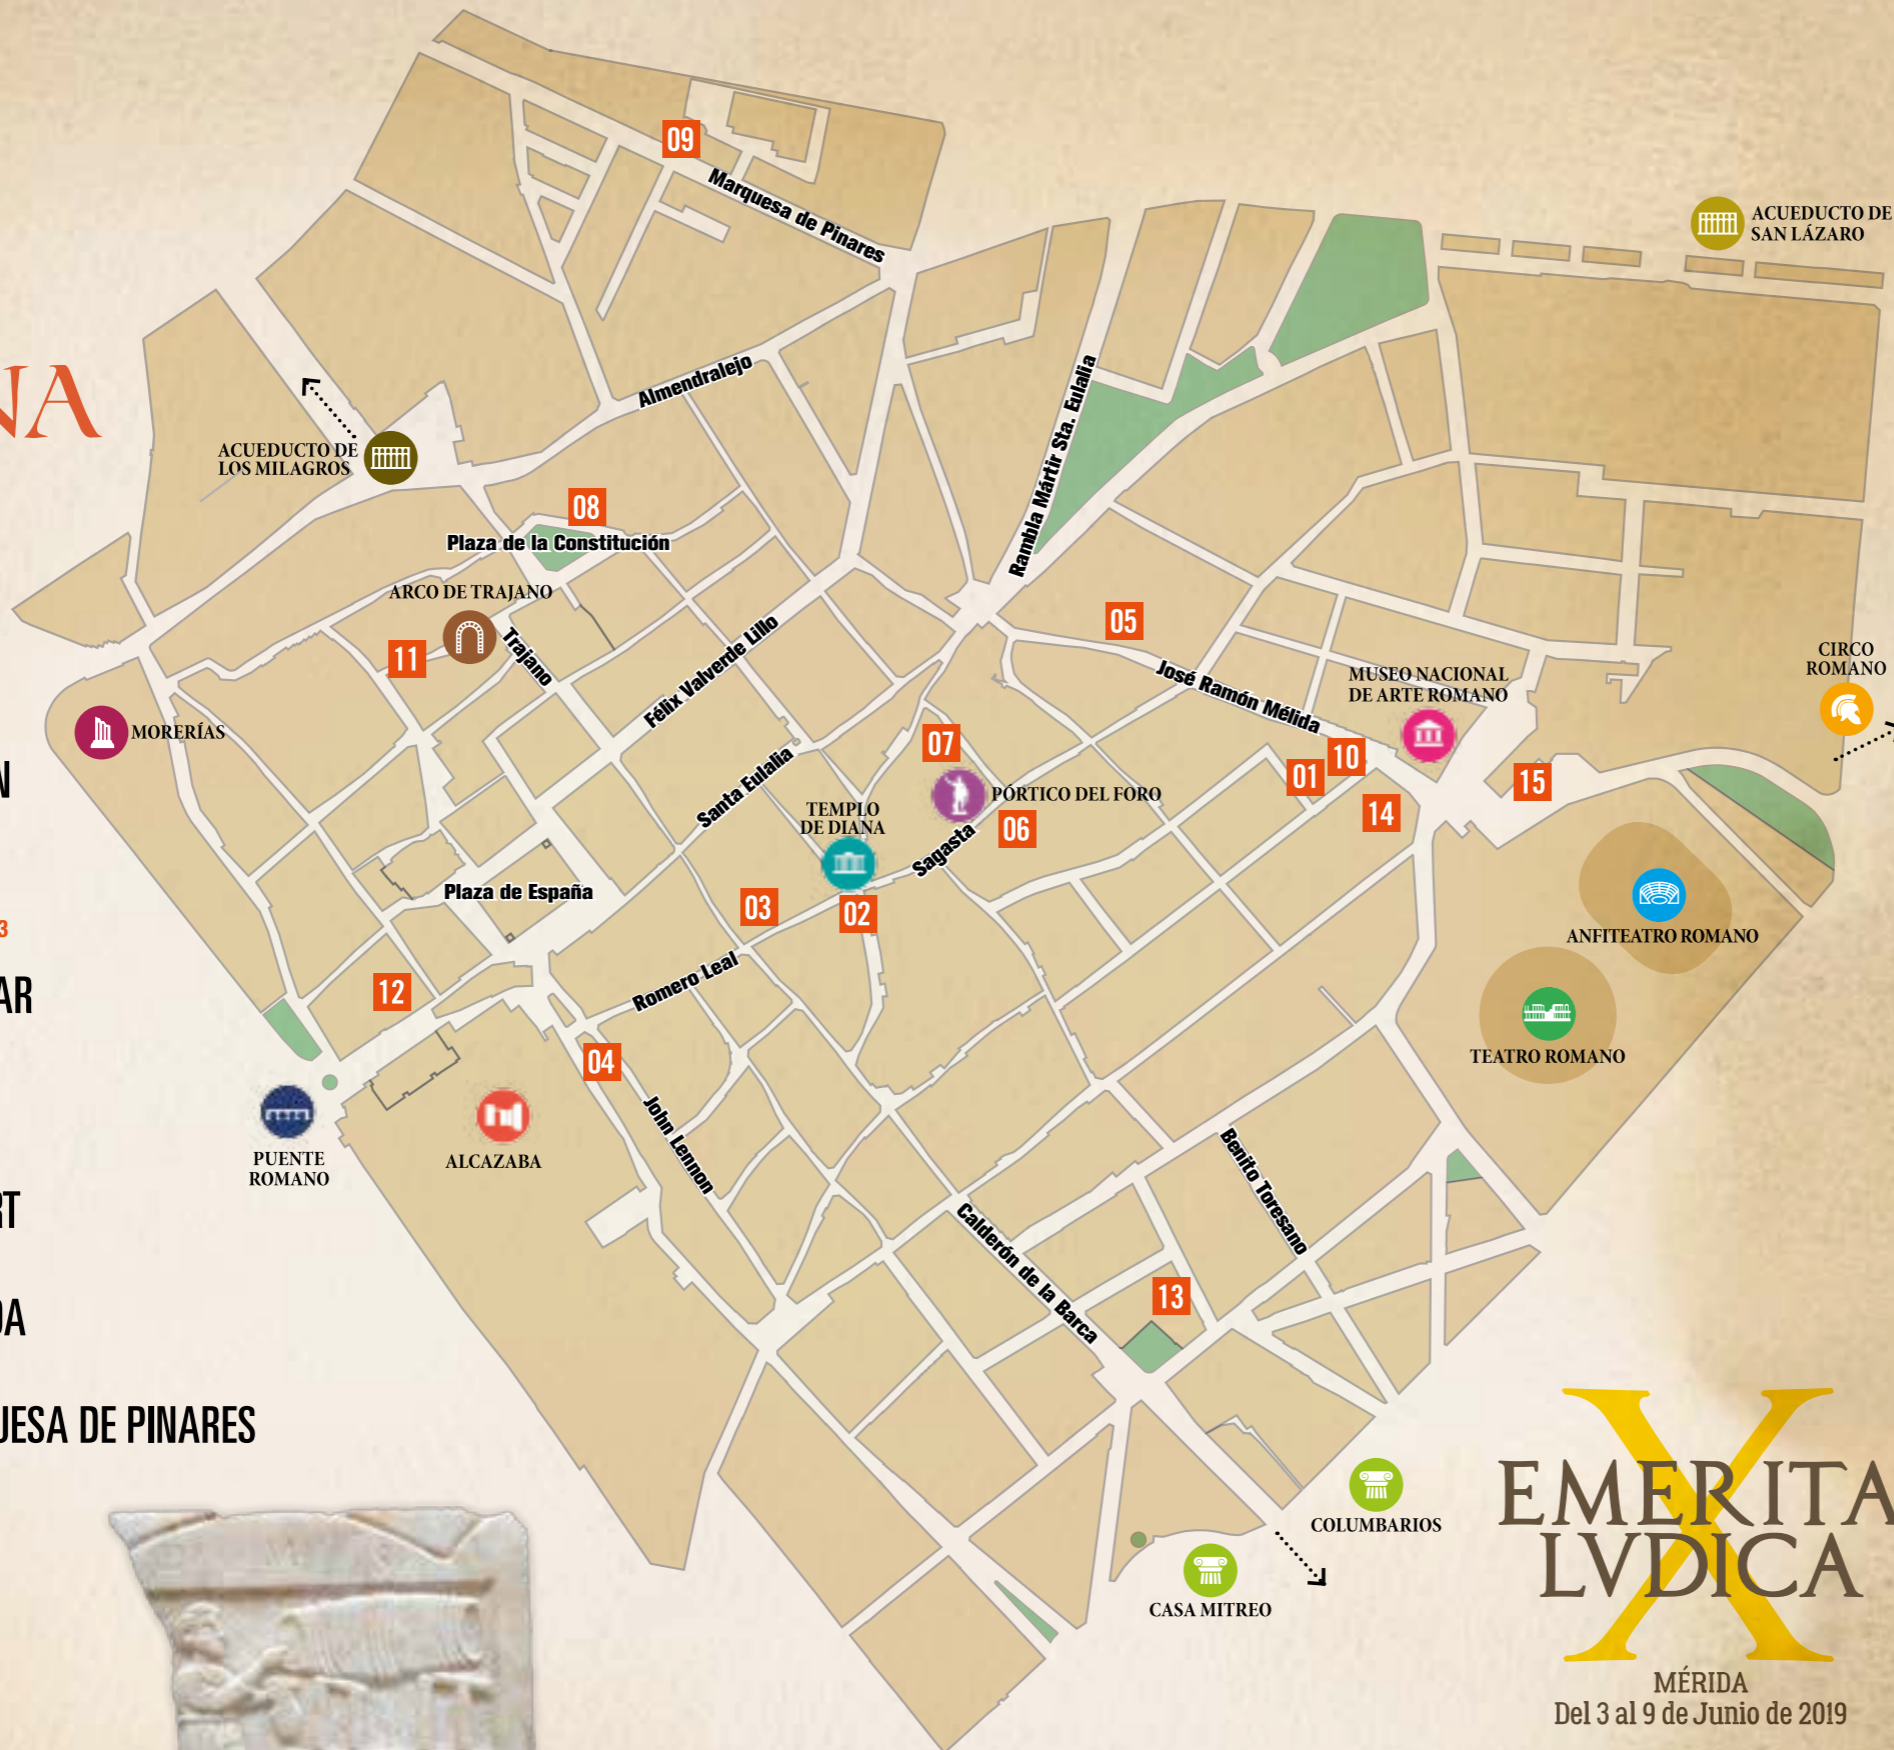 09
Marquesa de Pinares
ACUEDUCTO DE
SAN LÁZARO
NA
Almendralejo
Rambla Mártir Sta. Eulalia
ACUEDUCTO DE
LOS MILAGROS
08
Plaza de la Constitución
ARCO DE TRAJANO
11
Trajano
Félix Valverde Lillo
05
José Ramón Mélida
MUSEO NACIONAL
DE ARTE ROMANO
CIRCO
ROMANO
MORERÍAS
07
PÓRTICO DEL FORO
06
01
10
14
15
N
Santa Eulalia
TEMPLO
DE DIANA
Sagasta
Plaza de España
03
02
ANFITEATRO ROMANO
3
AR
12
Romero Leal
TEATRO ROMANO
04
PUENTE
ROMANO
ALCAZABA
John Lennon
Benito Toresano
RT
Calderón de la Barca
13
DA
UESA DE PINARES
COLUMBARIOS
CASA MITREO
X
EMERITA
LVDICA
MÉRIDA
Del 3 al 9 de Junio de 2019